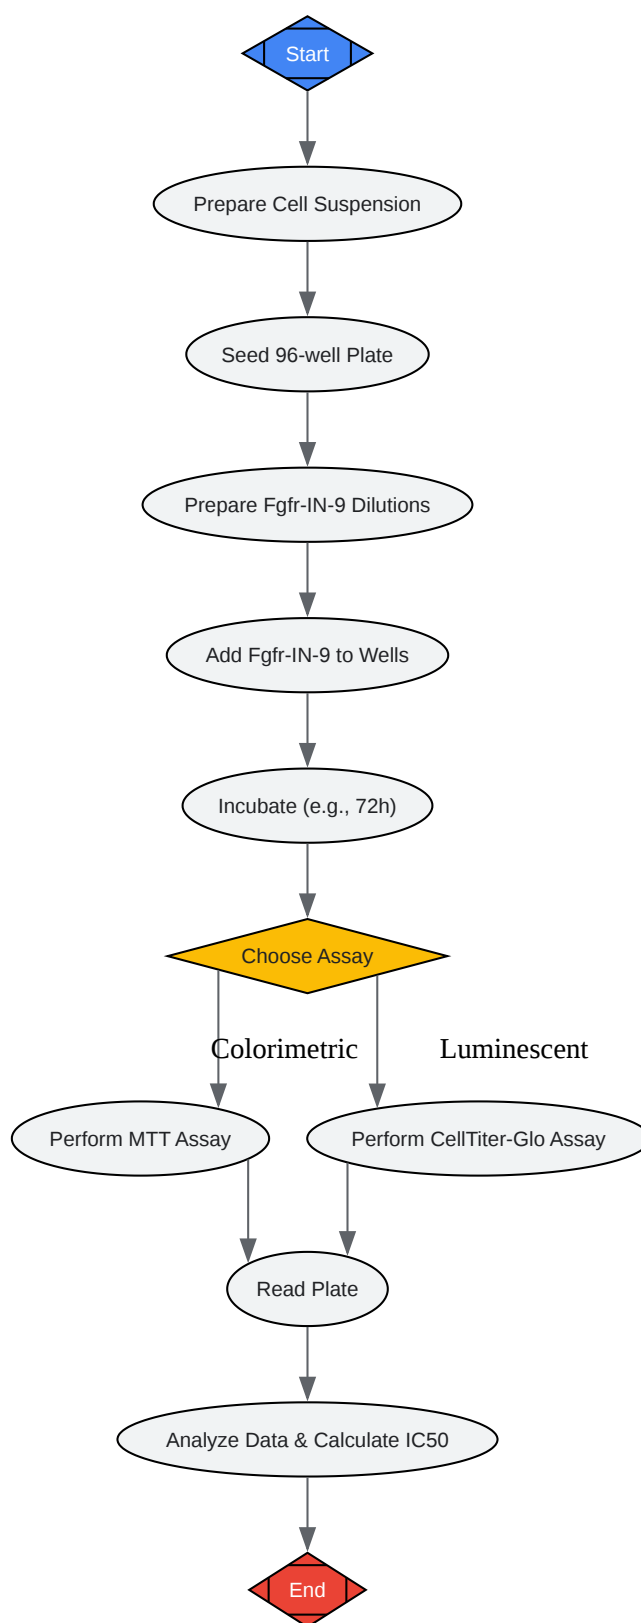 Start
Prepare Cell Suspension
Seed 96-well Plate
Prepare Fgfr-IN-9 Dilutions
Add Fgfr-IN-9 to Wells
Incubate (e.g., 72h)
Choose Assay
Colorimetric
Luminescent
Perform MTT Assay
Perform CellTiter-Glo Assay
Read Plate
Analyze Data & Calculate IC50
End